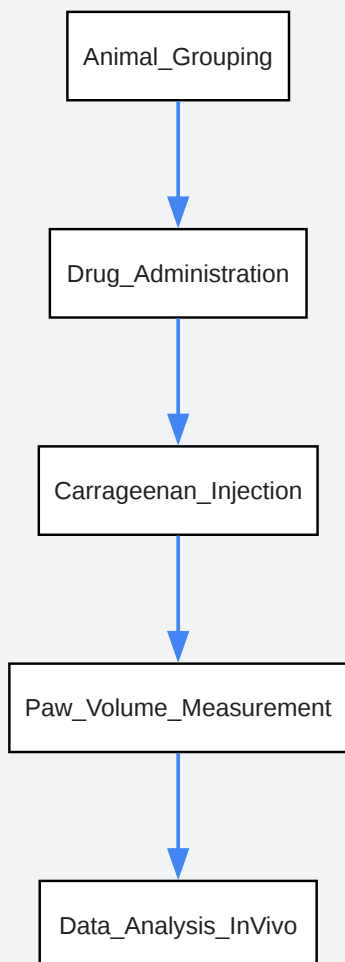 Animal_Grouping
Drug_Administration
Carrageenan_Injection
Paw_Volume_Measurement
Data_Analysis_InVivo